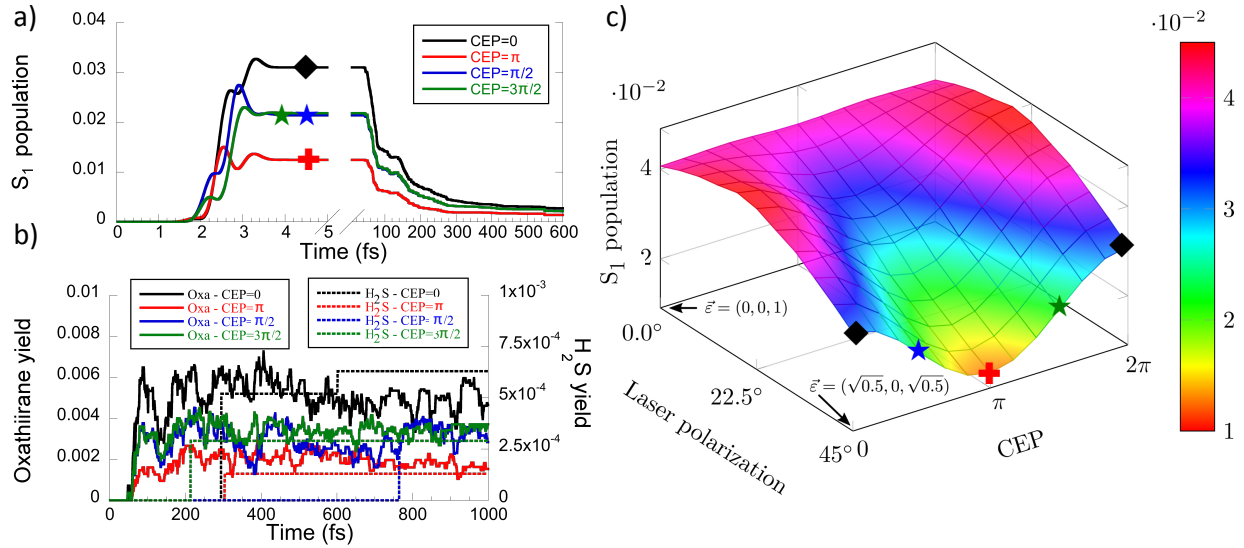 a)
0.04
0.03
0.02
0.01
0
S1 population
CEP=0
CEP=π
CEP=π/2
CEP=3π/2
0 1 2 3 4 5 100 200 300 400 500 600
Time (fs)
b)
0.01
0.008
0.006
0.004
0.002
0
Oxathiirane yield
Oxa - CEP=0
Oxa - CEP=π
Oxa - CEP=π/2
Oxa - CEP=3π/2
H2S - CEP=0
H2S - CEP=π
H2S - CEP=π/2
H2S - CEP=3π/2
1x10-3
7.5x10-4
5x10-4
2.5x10-4
0
H2S yield
0 200 400 600 800 1000
Time (fs)
c)
·10−2
4
2
S1 population
0.0°
22.5°
45°
Laser polarization
ε⃗ = (0, 0, 1)
ε⃗ = (√0.5, 0, √0.5)
0
π
2π
CEP
·10−2
4
3.5
3
2.5
2
1.5
1